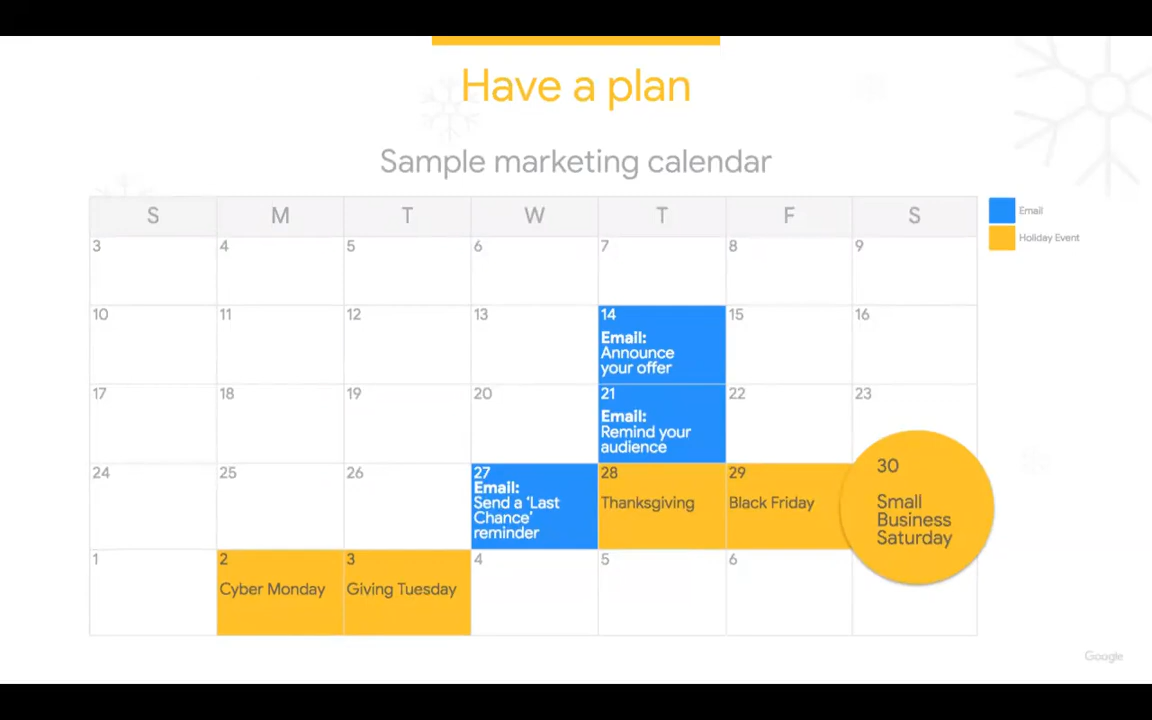 Have a plan
Sample marketing calendar
S M T W T F S
Email
Holiday Event
3 4 5 6 7 8 9
10 11 12 13 14 15 16
Email:
Announce
your offer
17 18 19 20 21 22 23
Email:
Remind your
audience
24 25 26 27 28 29 30
Email:
Send a ‘Last
Chance’
reminder
Thanksgiving
Black Friday
Small
Business
Saturday
1 2 3 4 5 6
Cyber Monday
Giving Tuesday
Google